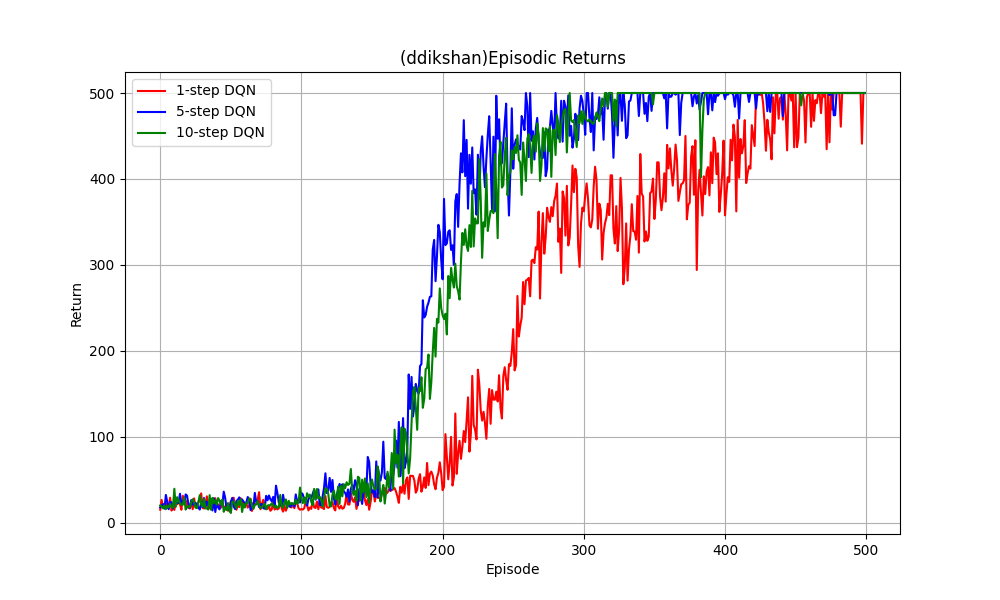 (ddikshan)Episodic Returns
1-step DQN
5-step DQN
10-step DQN
Return
500
400
300
200
100
0
0 100 200 300 400 500
Episode